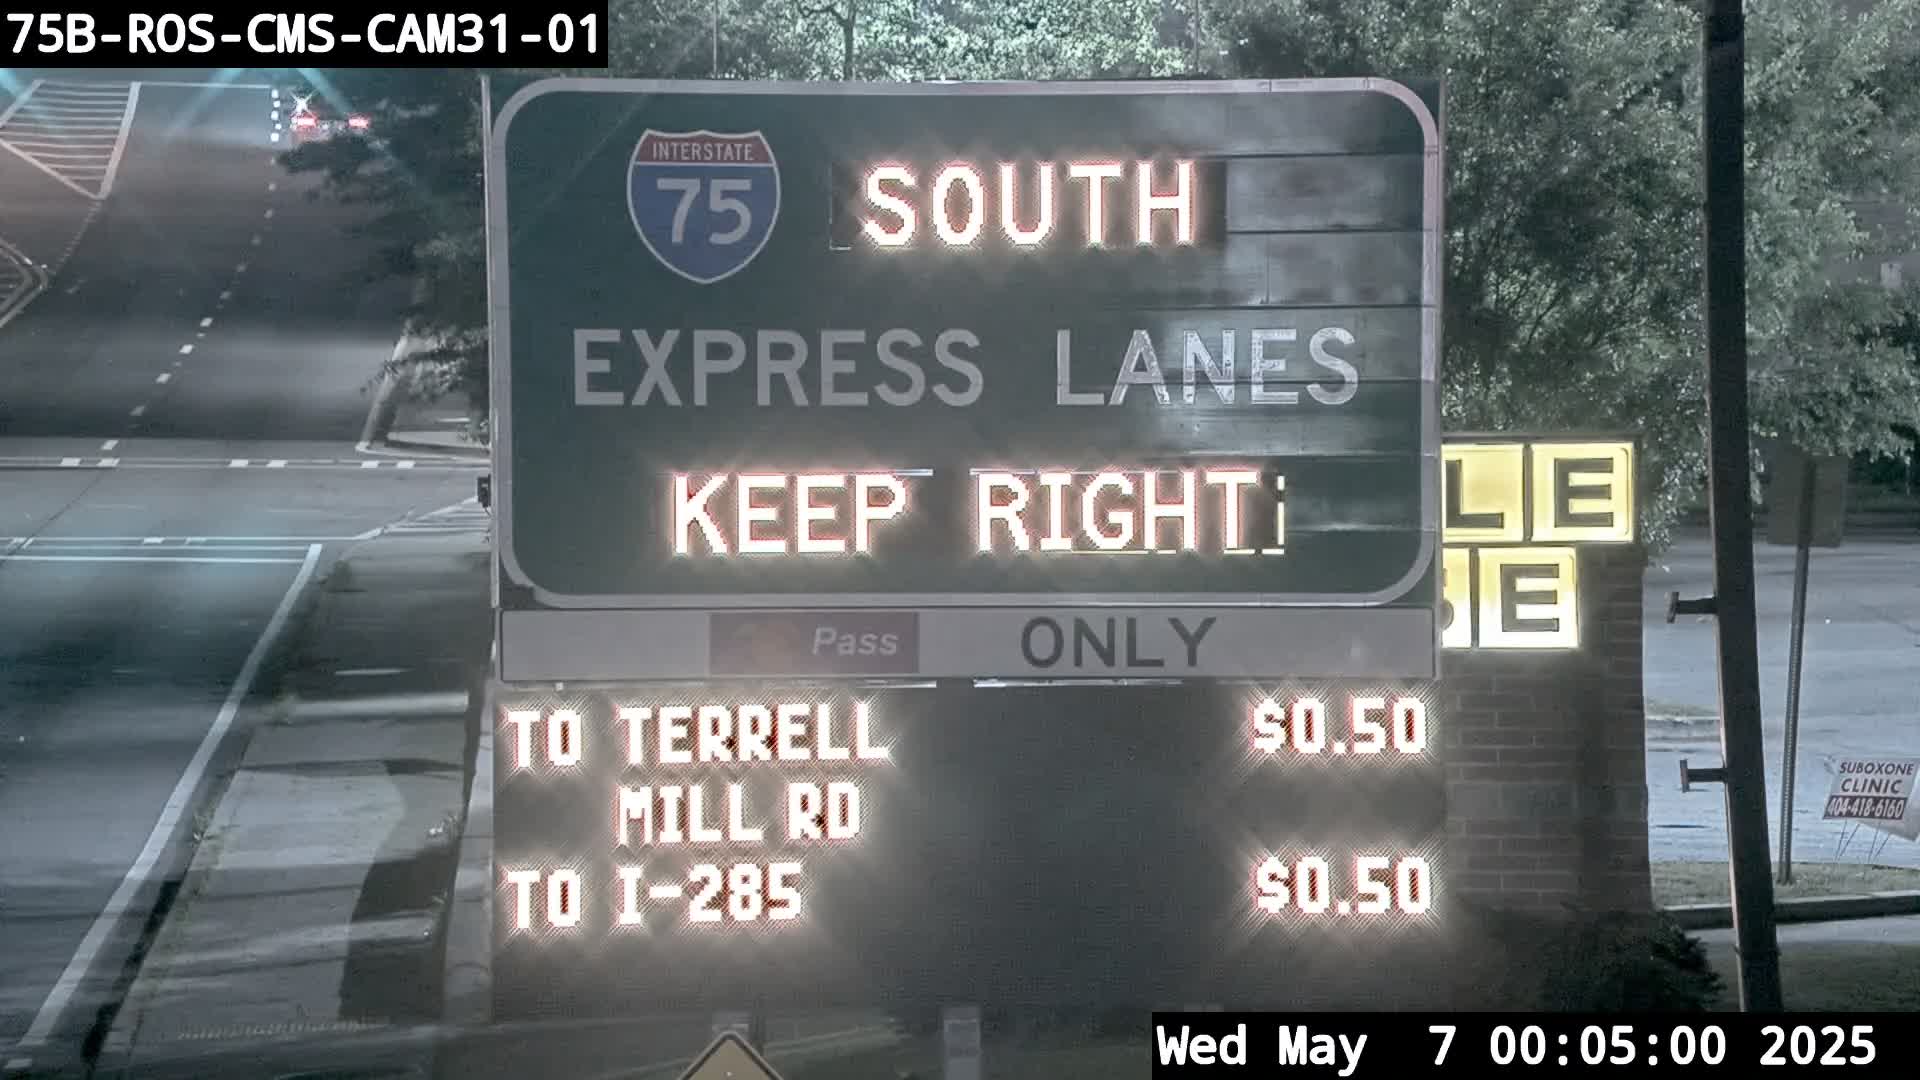 75B-ROS-CMS-CAM31-01
INTERSTATE
75
SOUTH
EXPRESS LANES
KEEP RIGHT
Pass ONLY
TO TERRELL $0.50
MILL RD
TO I-285 $0.50
LE
E
SUBOXONE
CLINIC
404-418-6160
Wed May 7 00:05:00 2025